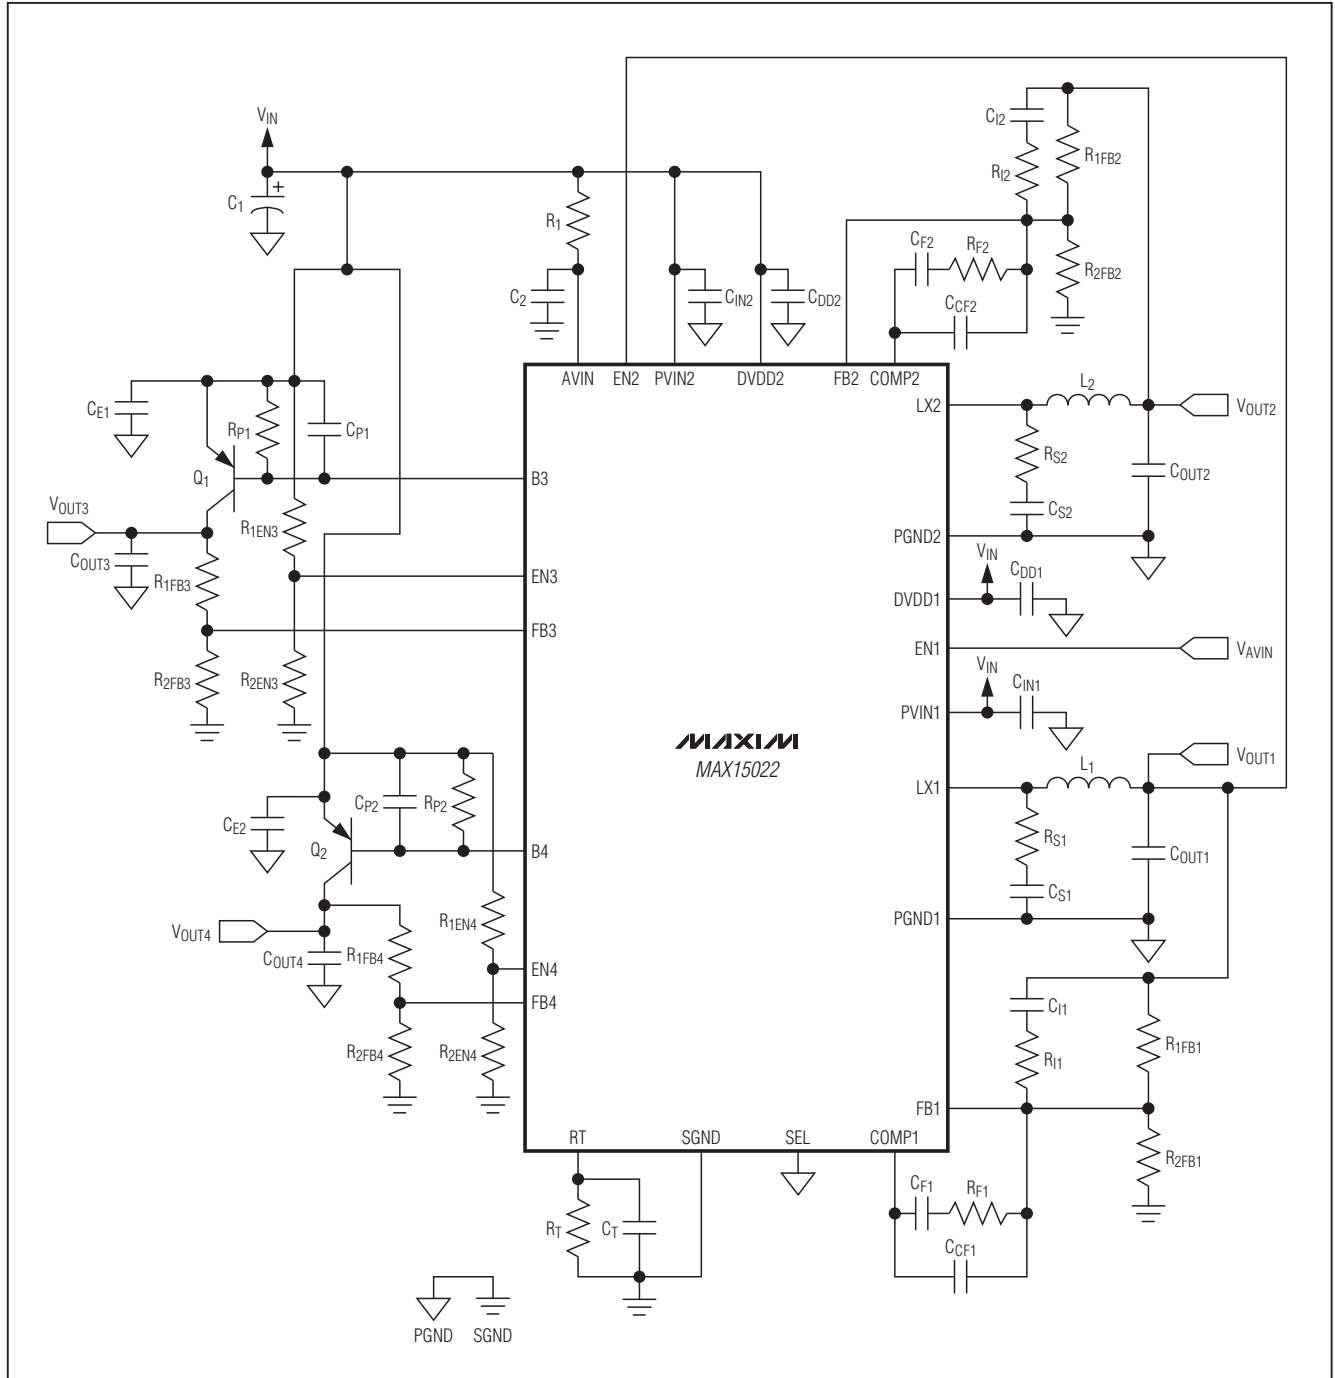 VIN
C1
+
R1
C2
CIN2
CDD2
CI2
RI2
R1FB2
CF2
RF2
R2FB2
CCF2
AVIN
EN2
PVIN2
DVDD2
FB2
COMP2
CE1
RP1
CP1
Q1
B3
LX2
L2
VOUT2
RS2
COUT2
CS2
VOUT3
COUT3
R1FB3
R1EN3
EN3
PGND2
VIN
CDD1
DVDD1
FB3
EN1
VAVIN
R2FB3
R2EN3
VIN
CIN1
PVIN1
MAXIM
MAX15022
VOUT1
L1
LX1
CE2
CP2
RP2
Q2
B4
RS1
COUT1
CS1
PGND1
VOUT4
COUT4
R1FB4
R1EN4
EN4
FB4
CI1
RI1
R1FB1
R2FB4
R2EN4
FB1
RT
SGND
SEL
COMP1
R2FB1
RT
CT
CF1
RF1
CCF1
PGND
SGND